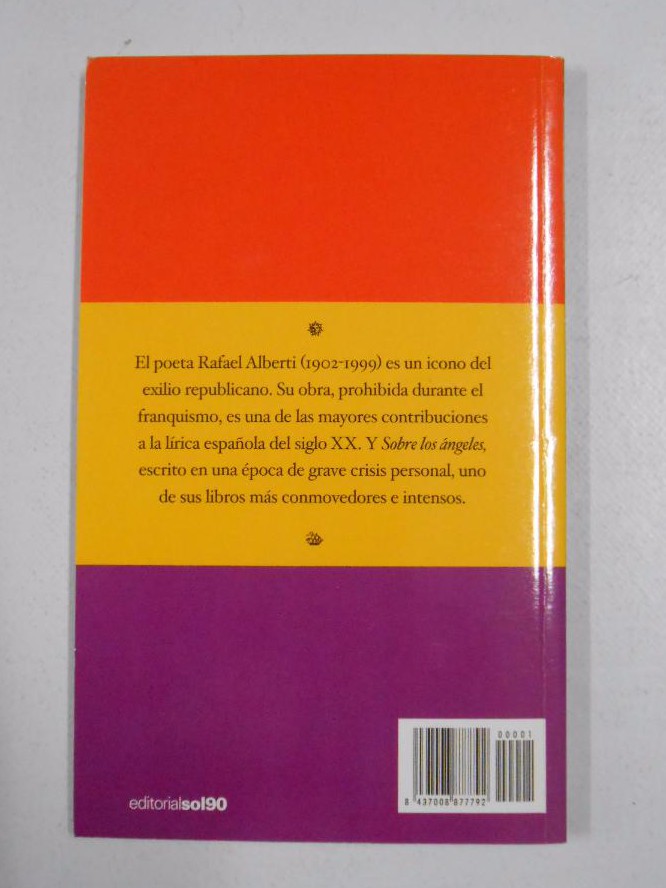 El poeta Rafael Alberti (1902-1999) es un icono del
exilio republicano. Su obra, prohibida durante el
franquismo, es una de las mayores contribuciones
a la lírica española del siglo XX. Y Sobre los ángeles,
escrito en una época de grave crisis personal, uno
de sus libros más conmovedores e intensos.
editorialsol90
00001
8 437008 877792